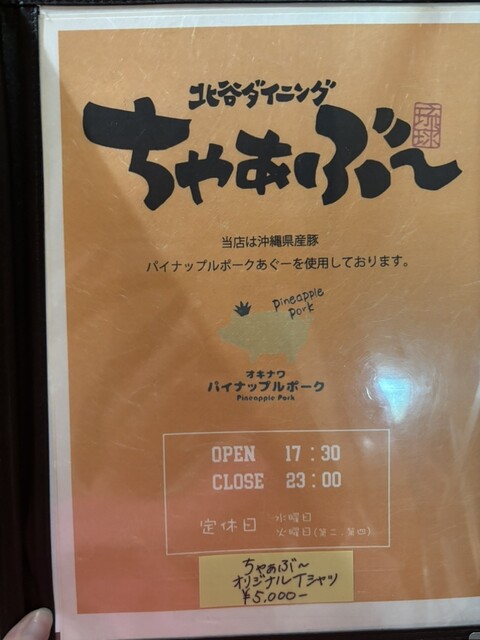 北谷ダイニング
ちゃあぶ〜
琉球
当店は沖縄県産豚
パイナップルポークあぐーを使用しております。
Pineapple
Pork
オキナワ
パイナップルポーク
Pineapple Pork
OPEN 17：30
CLOSE 23：00
定休日 水曜日
火曜日(第二、第四)
ちゃあぶ〜
オリジナルTシャツ
¥5,000-